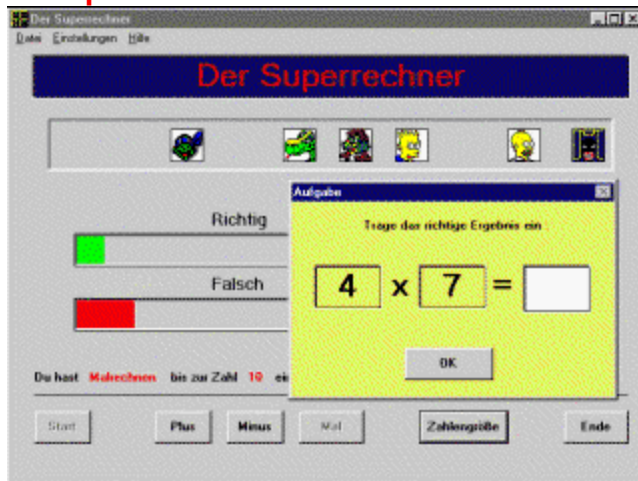 Der Superrechner
Datei Einstellungen Hilfe
Der Superrechner
Aufgabe
Trage das richtige Ergebnis ein :
Richtig
4 x 7 =
Falsch
OK
Du hast Malrechnen bis zur Zahl 10 ei
Start Plus Minus Mal Zahlengröße Ende